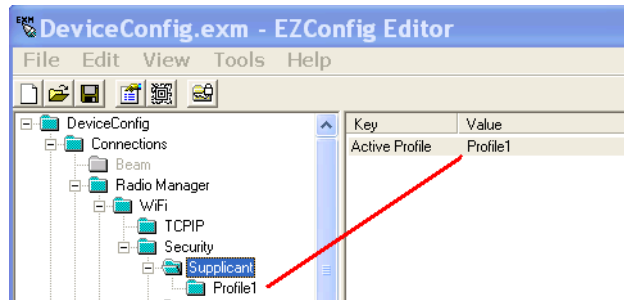 DeviceConfig.exm - EZConfig Editor
File Edit View Tools Help
DeviceConfig
Connections
Beam
Radio Manager
WiFi
TCPIP
Security
Supplicant
Profile1
Key Value
Active Profile Profile1